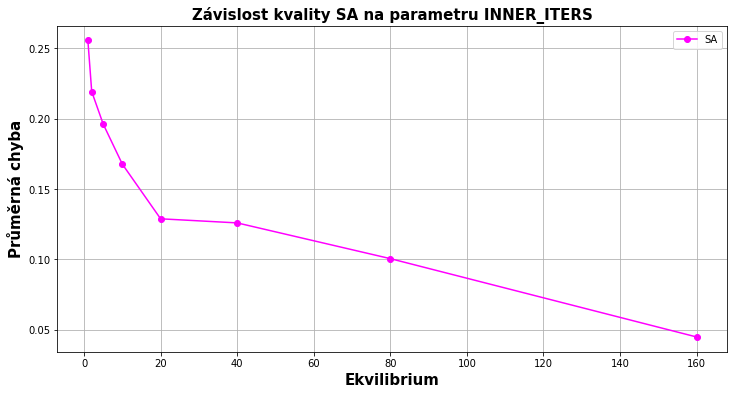 Závislost kvality SA na parametru INNER_ITERS
SA
0.25
0.20
0.15
0.10
0.05
Průměrná chyba
0 20 40 60 80 100 120 140 160
Ekvilibrium